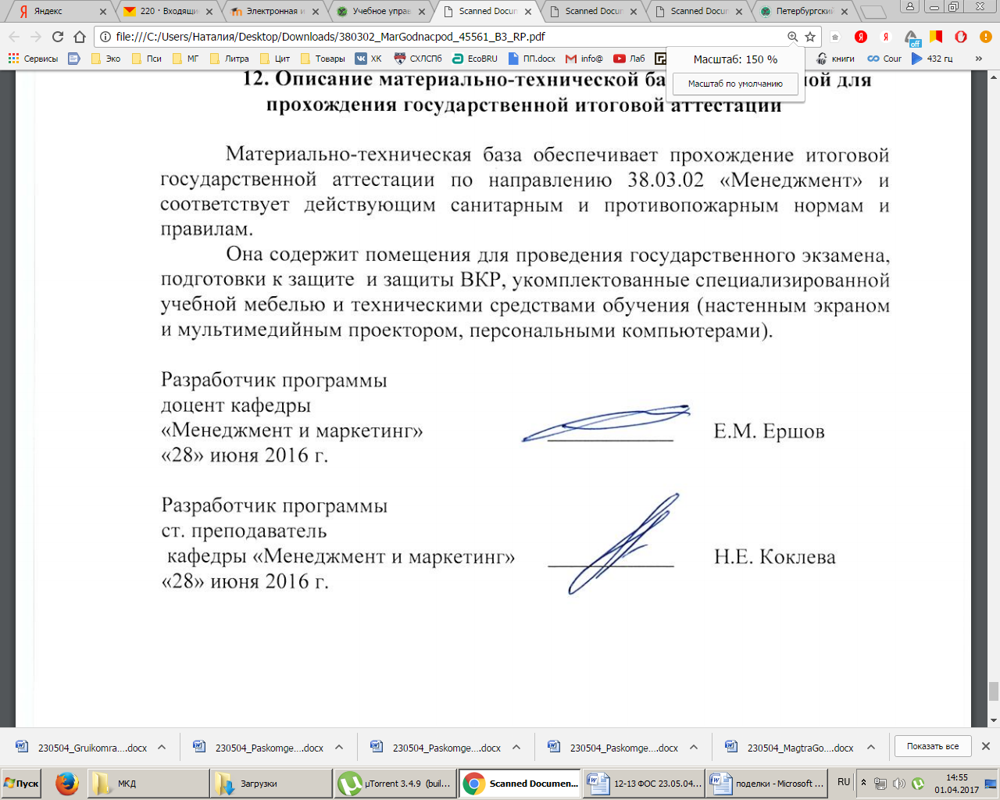 Яндекс
220 · Входящи
Электронная и
Учебное управ
Scanned Docum
Scanned Docum
Scanned Docum
Петербургский
file:///C:/Users/Наталия/Desktop/Downloads/380302_MarGodnacpod_45561_B3_RP.pdf
off
Сервисы
Эко
Пси
МГ
Литра
Цит
Товары
ХК
СХЛСПб
EcoBRU
ПП.docx
info@
Лаб
книги
Cour
432 гц
»
Масштаб: 150 %
Масштаб по умолчанию
12. Описание материально-технической ба
ной для
прохождения государственной итоговой аттестации
Материально-техническая база обеспечивает прохождение итоговой
государственной аттестации по направлению 38.03.02 «Менеджмент» и
соответствует действующим санитарным и противопожарным нормам и
правилам.
Она содержит помещения для проведения государственного экзамена,
подготовки к защите и защиты ВКР, укомплектованные специализированной
учебной мебелью и техническими средствами обучения (настенным экраном
и мультимедийным проектором, персональными компьютерами).
Разработчик программы
доцент кафедры
«Менеджмент и маркетинг» Е.М. Ершов
«28» июня 2016 г.
Разработчик программы
ст. преподаватель
кафедры «Менеджмент и маркетинг» Н.Е. Коклева
«28» июня 2016 г.
230504_Gruikomra....docx
230504_Paskomge....docx
230504_Paskomge....docx
230504_Paskomge....docx
230504_MagtraGo....docx
Показать все
Пуск
МКД
Загрузки
µTorrent 3.4.9 (buil...
Scanned Documen...
12-13 ФОС 23.05.04...
поделки - Microsoft ...
RU
14:55
01.04.2017